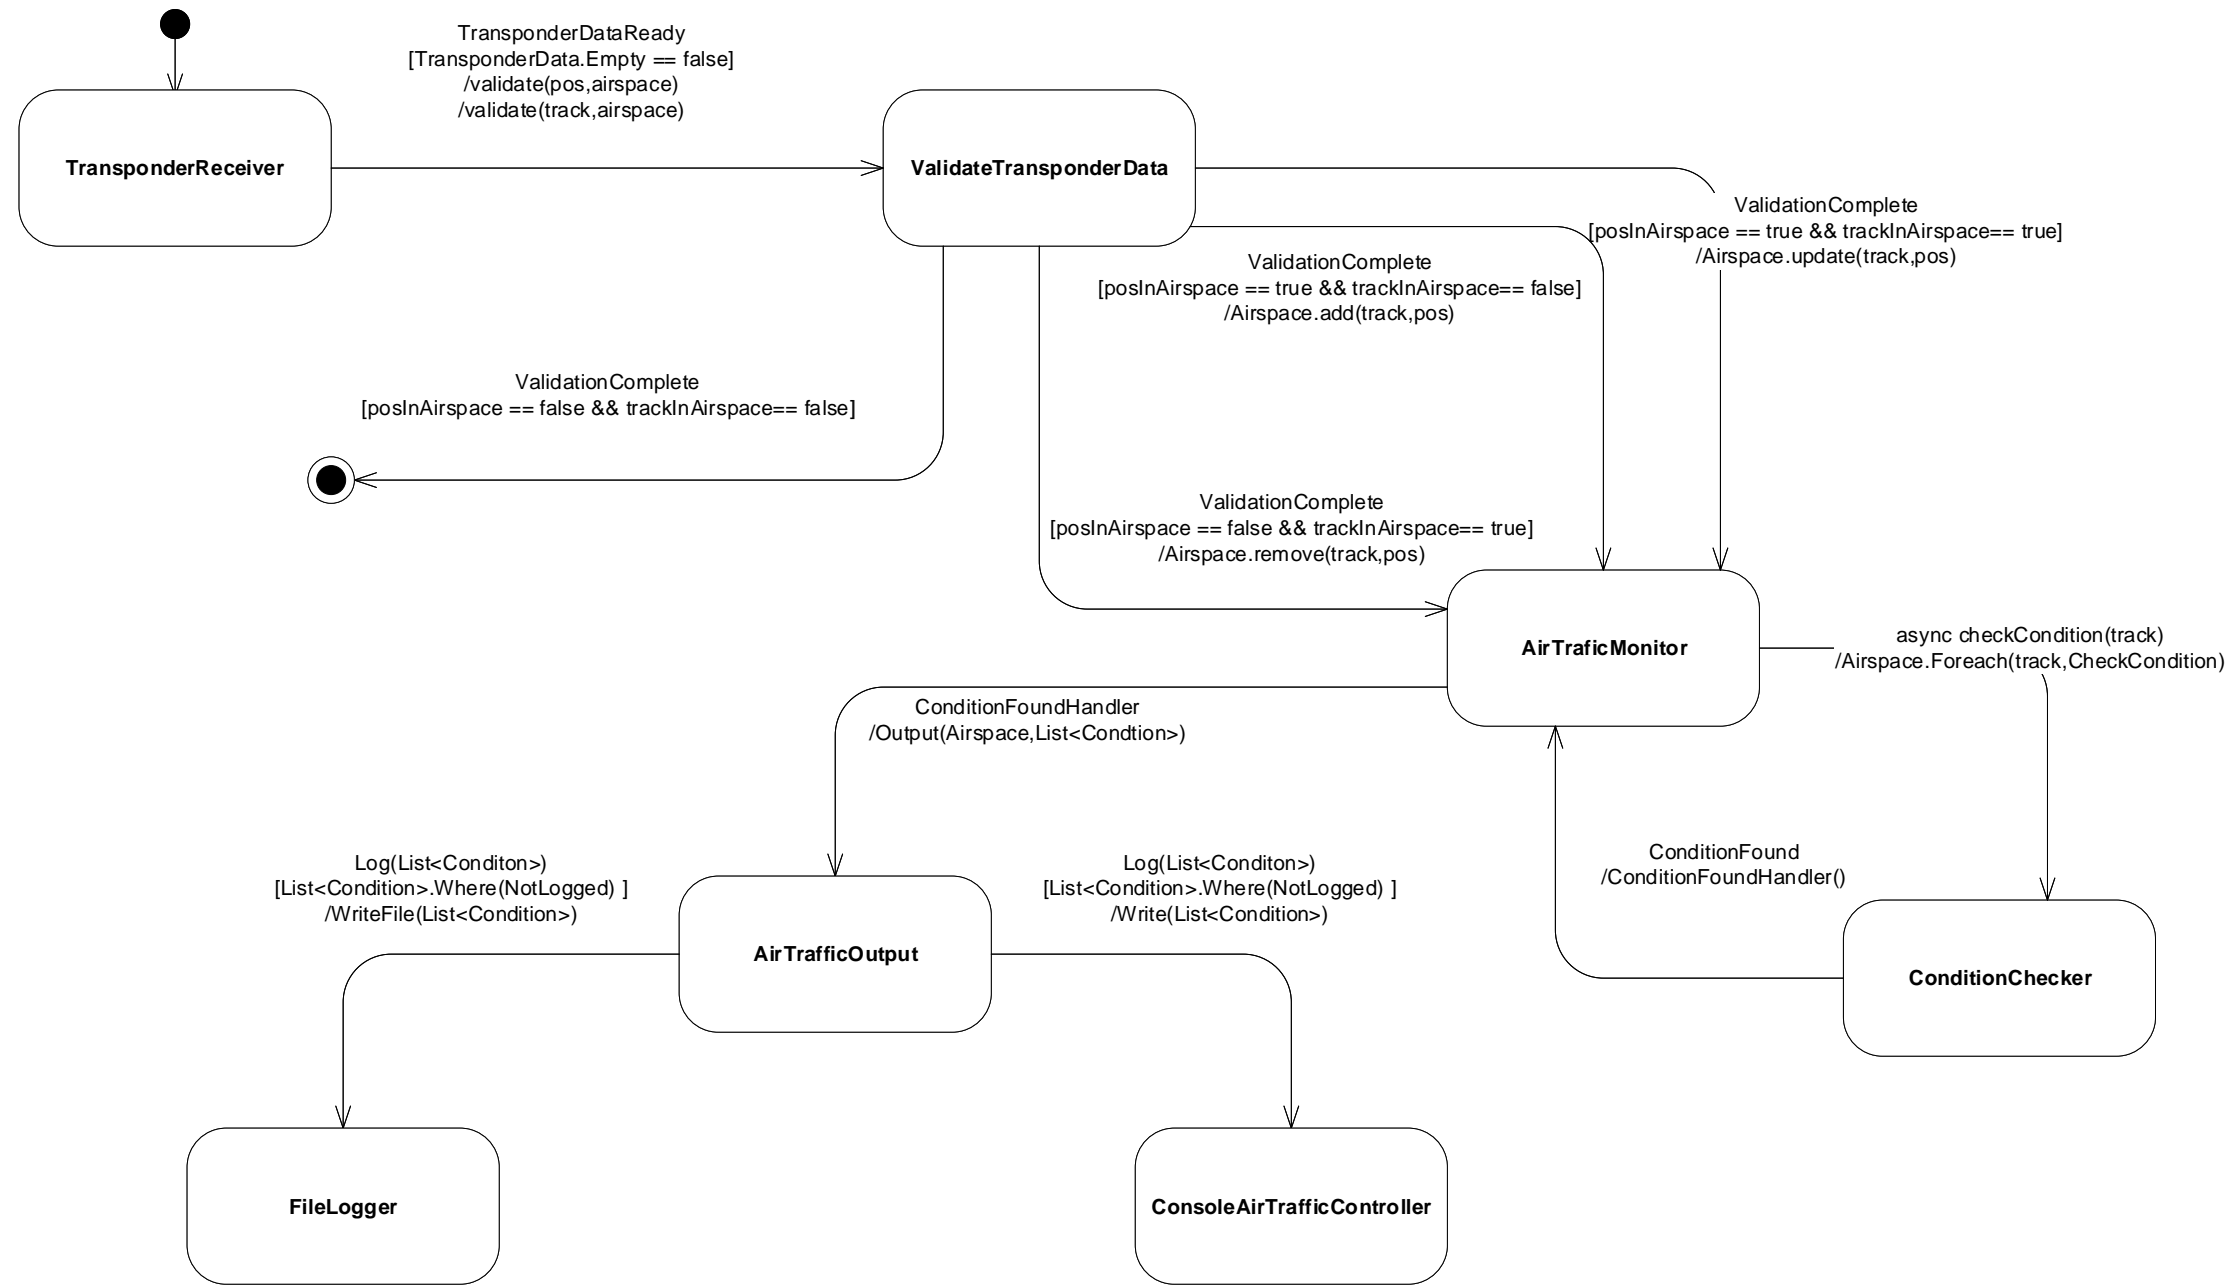 TransponderDataReady
[TransponderData.Empty == false]
/validate(pos,airspace)
/validate(track,airspace)
TransponderReceiver
ValidateTransponderData
ValidationComplete
[posInAirspace == true && trackInAirspace== true]
/Airspace.update(track,pos)
ValidationComplete
[posInAirspace == true && trackInAirspace== false]
/Airspace.add(track,pos)
ValidationComplete
[posInAirspace == false && trackInAirspace== false]
ValidationComplete
[posInAirspace == false && trackInAirspace== true]
/Airspace.remove(track,pos)
AirTraficMonitor
async checkCondition(track)
/Airspace.Foreach(track,CheckCondition)
ConditionFoundHandler
/Output(Airspace,List<Condtion>)
ConditionFound
/ConditionFoundHandler()
Log(List<Conditon>)
[List<Condition>.Where(NotLogged) ]
/WriteFile(List<Condition>)
Log(List<Conditon>)
[List<Condition>.Where(NotLogged) ]
/Write(List<Condition>)
AirTrafficOutput
ConditionChecker
FileLogger
ConsoleAirTrafficController